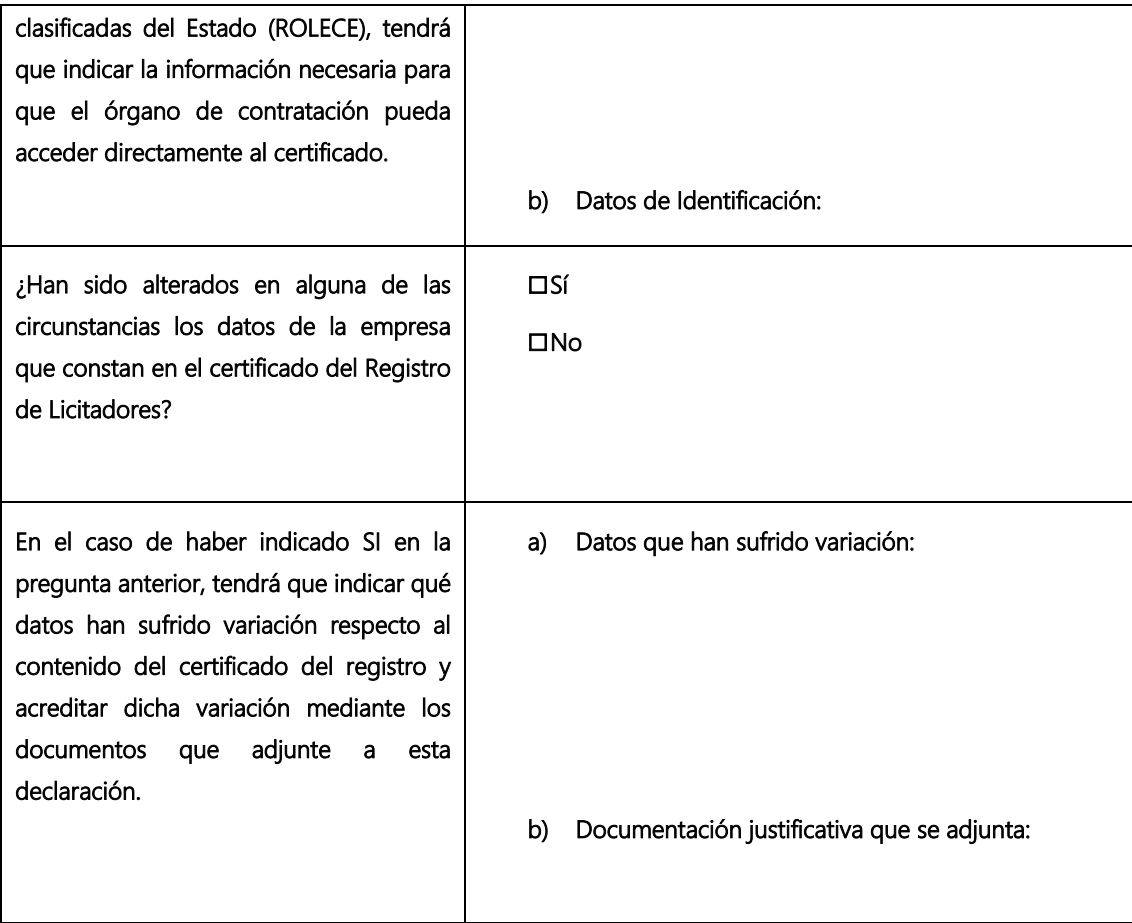 clasificadas del Estado (ROLECE), tendrá
que indicar la información necesaria para
que el órgano de contratación pueda
acceder directamente al certificado.
b) Datos de Identificación:
¿Han sido alterados en alguna de las
circunstancias los datos de la empresa
que constan en el certificado del Registro
de Licitadores?
☐Sí
☐No
En el caso de haber indicado SI en la
pregunta anterior, tendrá que indicar qué
datos han sufrido variación respecto al
contenido del certificado del registro y
acreditar dicha variación mediante los
documentos que adjunte a esta
declaración.
a) Datos que han sufrido variación:
b) Documentación justificativa que se adjunta: